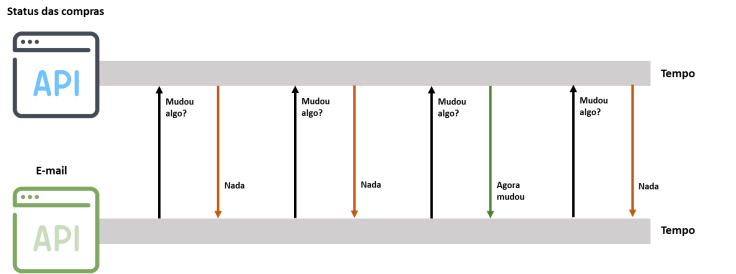 Status das compras
API
Tempo
Mudou
algo?
Nada
Mudou
algo?
Nada
Mudou
algo?
Agora
mudou
Mudou
algo?
Nada
E-mail
API
Tempo